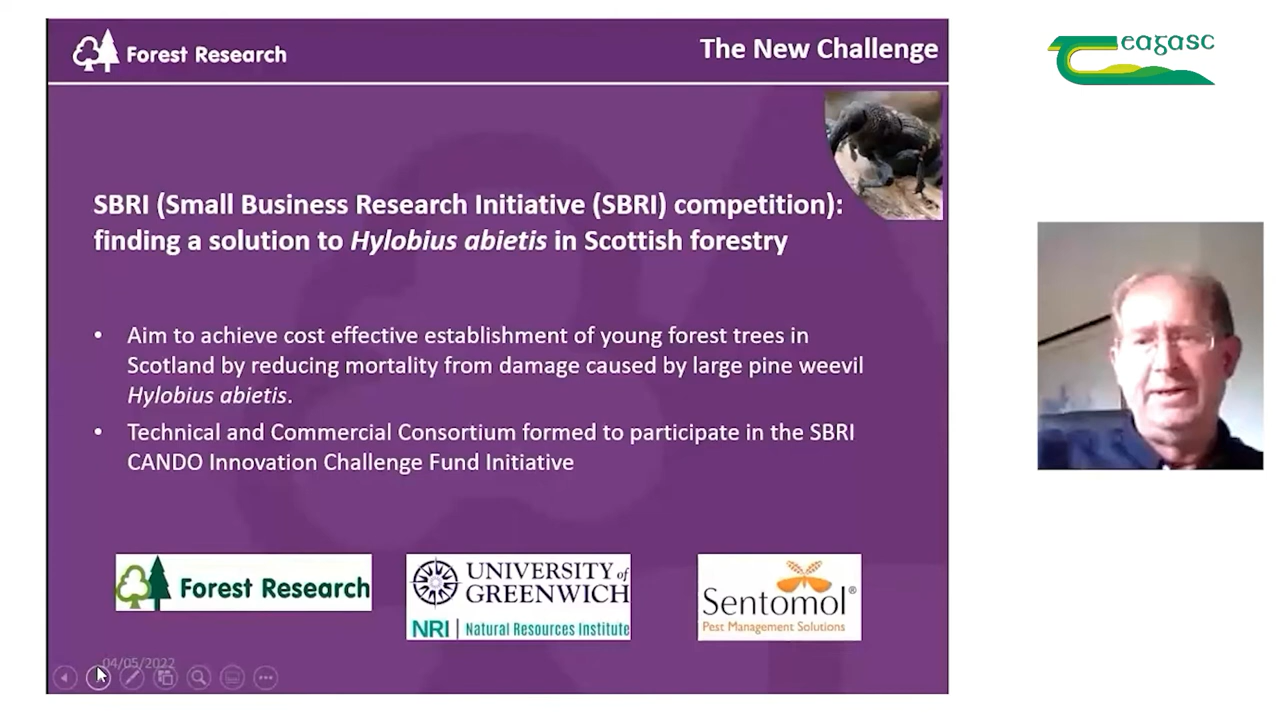 Forest Research
The New Challenge
eagasc
SBRI (Small Business Research Initiative (SBRI) competition):
finding a solution to Hylobius abietis in Scottish forestry
• Aim to achieve cost effective establishment of young forest trees in
Scotland by reducing mortality from damage caused by large pine weevil
Hylobius abietis.
• Technical and Commercial Consortium formed to participate in the SBRI
CANDO Innovation Challenge Fund Initiative
Forest Research
UNIVERSITY of
GREENWICH
NRI | Natural Resources Institute
Sentomol®
Pest Management Solutions
04/05/2022